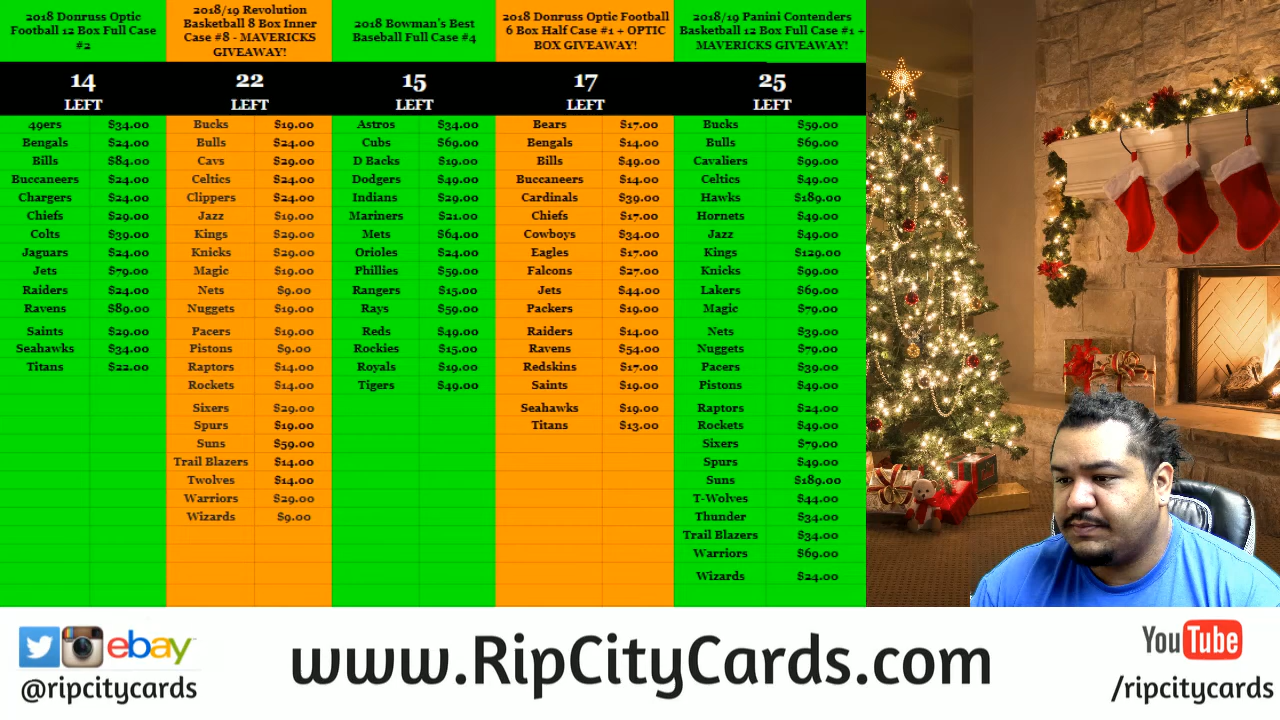 2018 Donruss Optic
Football 12 Box Full Case
#2
14
LEFT
49ers $34.00
Bengals $24.00
Bills $84.00
Buccaneers $24.00
Chargers $24.00
Chiefs $29.00
Colts $39.00
Jaguars $24.00
Jets $79.00
Raiders $24.00
Ravens $89.00
Saints $29.00
Seahawks $34.00
Titans $22.00
2018/19 Revolution
Basketball 8 Box Inner
Case #8 - MAVERICKS
GIVEAWAY!
22
LEFT
Bucks $19.00
Bulls $24.00
Cavs $29.00
Celtics $24.00
Clippers $24.00
Jazz $19.00
Kings $29.00
Knicks $29.00
Magic $19.00
Nets $9.00
Nuggets $19.00
Pacers $19.00
Pistons $9.00
Raptors $14.00
Rockets $14.00
Sixers $29.00
Spurs $19.00
Suns $59.00
Trail Blazers $14.00
Twolves $14.00
Warriors $29.00
Wizards $9.00
2018 Bowman's Best
Baseball Full Case #4
15
LEFT
Astros $34.00
Cubs $69.00
D Backs $19.00
Dodgers $49.00
Indians $29.00
Mariners $21.00
Mets $64.00
Orioles $24.00
Phillies $59.00
Rangers $15.00
Rays $59.00
Reds $49.00
Rockies $15.00
Royals $19.00
Tigers $49.00
2018 Donruss Optic Football
6 Box Half Case #1 + OPTIC
BOX GIVEAWAY!
17
LEFT
Bears $17.00
Bengals $14.00
Bills $49.00
Buccaneers $14.00
Cardinals $39.00
Chiefs $17.00
Cowboys $34.00
Eagles $17.00
Falcons $27.00
Jets $44.00
Packers $19.00
Raiders $14.00
Ravens $54.00
Redskins $17.00
Saints $19.00
Seahawks $19.00
Titans $13.00
2018/19 Panini Contenders
Basketball 12 Box Full Case #1 +
MAVERICKS GIVEAWAY!
25
LEFT
Bucks $59.00
Bulls $69.00
Cavaliers $99.00
Celtics $49.00
Hawks $189.00
Hornets $49.00
Jazz $49.00
Kings $129.00
Knicks $99.00
Lakers $69.00
Magic $79.00
Nets $39.00
Nuggets $79.00
Pacers $39.00
Pistons $49.00
Raptors $24.00
Rockets $49.00
Sixers $79.00
Spurs $49.00
Suns $189.00
T-Wolves $44.00
Thunder $34.00
Trail Blazers $34.00
Warriors $69.00
Wizards $24.00
ebay
@ripcitycards
www.RipCityCards.com
YouTube
/ripcitycards